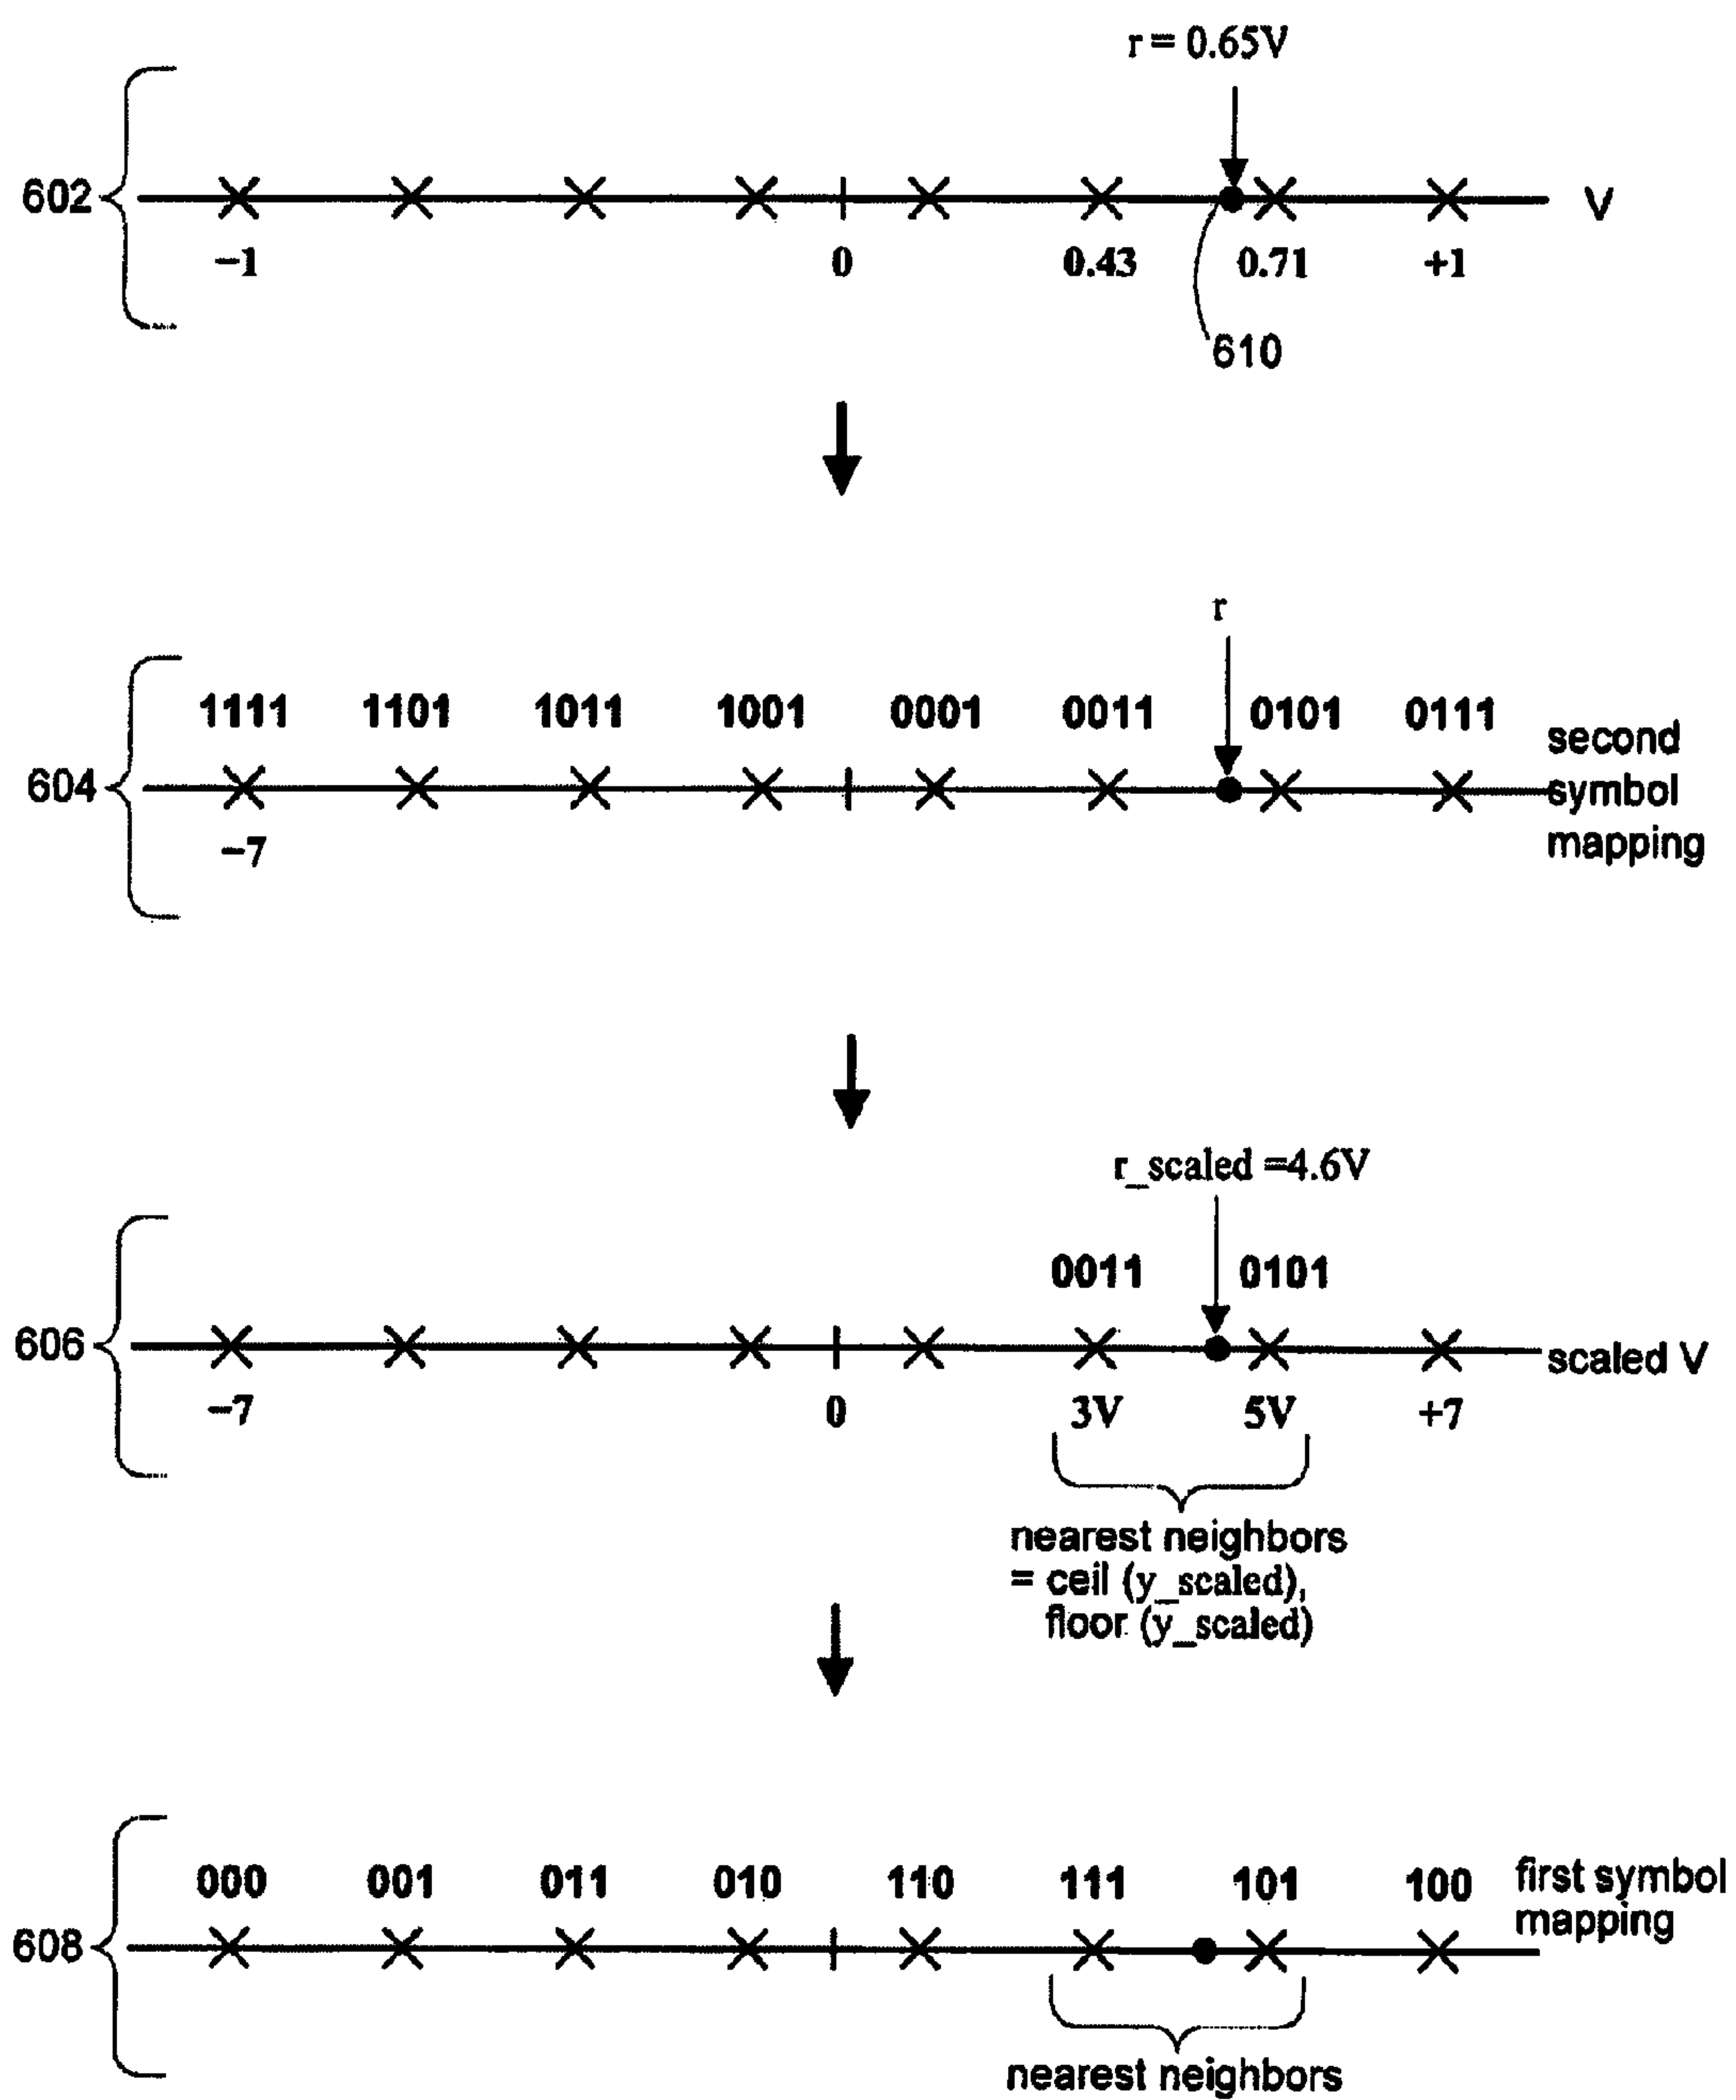 r = 0.65V
602
V
−1 0 0.43 0.71 +1
610
r
1111 1101 1011 1001 0001 0011 0101 0111
second
symbol
mapping
604
−7
r_scaled =4.6V
0011 0101
606
scaled V
−7 0 3V 5V +7
nearest neighbors
= ceil (y_scaled),
floor (y_scaled)
000 001 011 010 110 111 101 100
first symbol
mapping
608
nearest neighbors